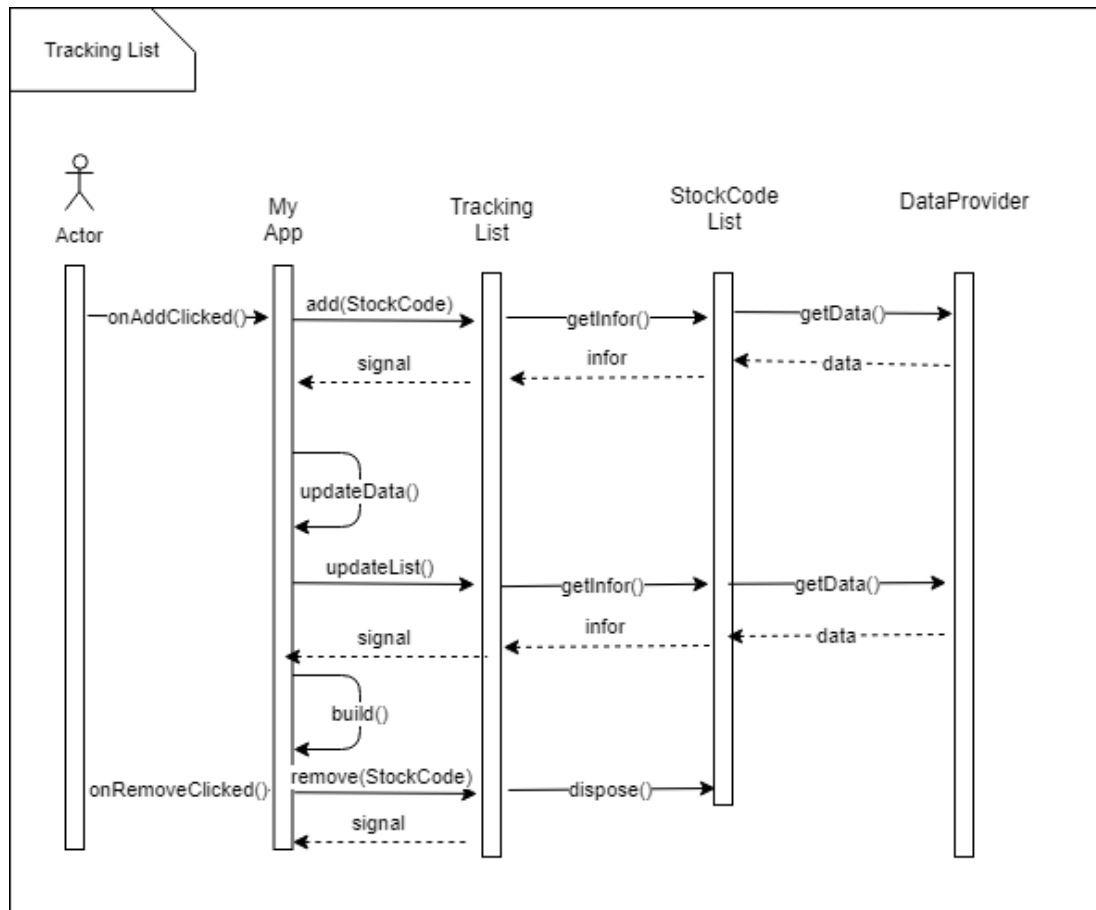 Tracking List
Actor
My
App
Tracking
List
StockCode
List
DataProvider
onAddClicked()
add(StockCode)
getInfor()
getData()
signal
infor
data
updateData()
updateList()
getInfor()
getData()
signal
infor
data
build()
onRemoveClicked()
remove(StockCode)
dispose()
signal